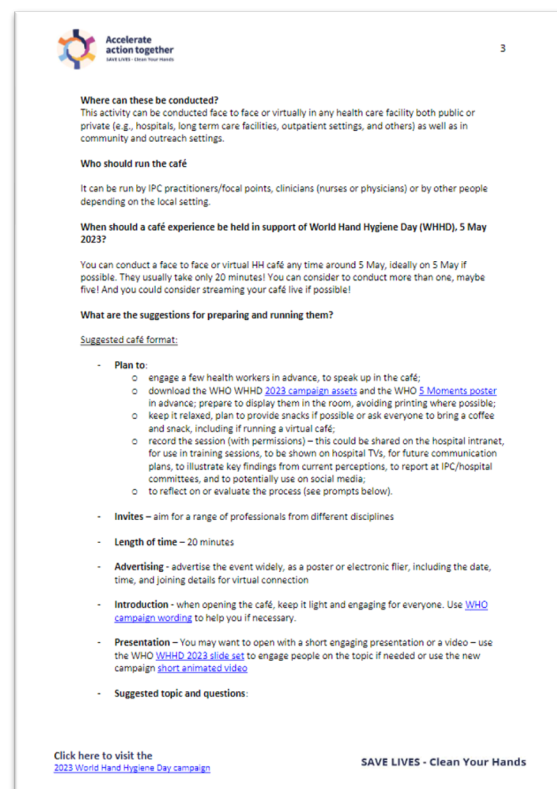 Accelerate
action together
SAVE LIVES - Clean Your Hands
3
Where can these be conducted?
This activity can be conducted face to face or virtually in any health care facility both public or
private (e.g., hospitals, long term care facilities, outpatient settings, and others) as well as in
community and outreach settings.
Who should run the café
It can be run by IPC practitioners/focal points, clinicians (nurses or physicians) or by other people
depending on the local setting.
When should a café experience be held in support of World Hand Hygiene Day (WHHD), 5 May
2023?
You can conduct a face to face or virtual HH café any time around 5 May, ideally on 5 May if
possible. They usually take only 20 minutes! You can consider to conduct more than one, maybe
five! And you could consider streaming your café live if possible!
What are the suggestions for preparing and running them?
Suggested café format:
- Plan to:
o engage a few health workers in advance, to speak up in the café;
o download the WHO WHHD 2023 campaign assets and the WHO 5 Moments poster
in advance; prepare to display them in the room, avoiding printing where possible;
o keep it relaxed, plan to provide snacks if possible or ask everyone to bring a coffee
and snack, including if running a virtual café;
o record the session (with permissions) – this could be shared on the hospital intranet,
for use in training sessions, to be shown on hospital TVs, for future communication
plans, to illustrate key findings from current perceptions, to report at IPC/hospital
committees, and to potentially use on social media;
o to reflect on or evaluate the process (see prompts below).
- Invites – aim for a range of professionals from different disciplines
- Length of time – 20 minutes
- Advertising - advertise the event widely, as a poster or electronic flier, including the date,
time, and joining details for virtual connection
- Introduction - when opening the café, keep it light and engaging for everyone. Use WHO
campaign wording to help you if necessary.
- Presentation – You may want to open with a short engaging presentation or a video – use
the WHO WHHD 2023 slide set to engage people on the topic if needed or use the new
campaign short animated video
- Suggested topic and questions:
Click here to visit the
2023 World Hand Hygiene Day campaign
SAVE LIVES - Clean Your Hands